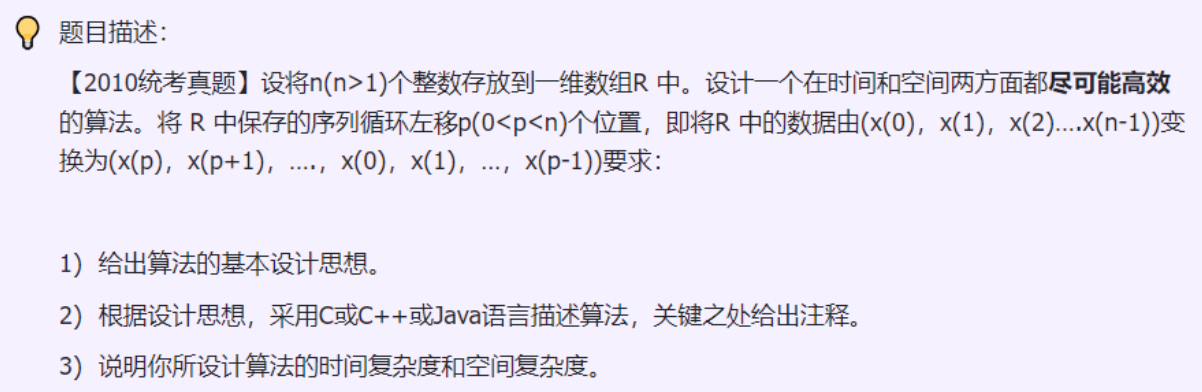 题目描述：
【2010统考真题】设将n(n>1)个整数存放到一维数组R 中。设计一个在时间和空间两方面都尽可能高效
的算法。将 R 中保存的序列循环左移p(0<p<n)个位置，即将R 中的数据由(x(0)，x(1)，x(2)….x(n-1))变
换为(x(p)，x(p+1)，….，x(0)，x(1)，…，x(p-1))要求：
1）给出算法的基本设计思想。
2）根据设计思想，采用C或C++或Java语言描述算法，关键之处给出注释。
3）说明你所设计算法的时间复杂度和空间复杂度。